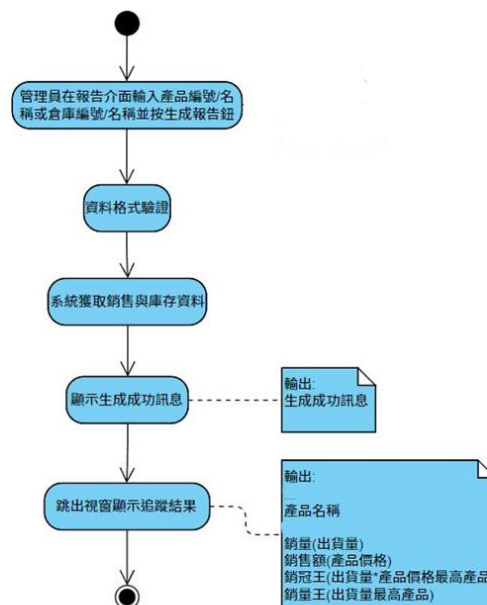 管理員在報告介面輸入產品編號/名
稱或倉庫編號/名稱並按生成報告鈕
資料格式驗證
系統獲取銷售與庫存資料
顯示生成成功訊息
輸出:
生成成功訊息
跳出視窗顯示追蹤結果
輸出:
....
產品名稱
銷量(出貨量)
銷售額(產品價格)
銷冠王(出貨量*產品價格最高產品
銷量王(出貨量最高產品)